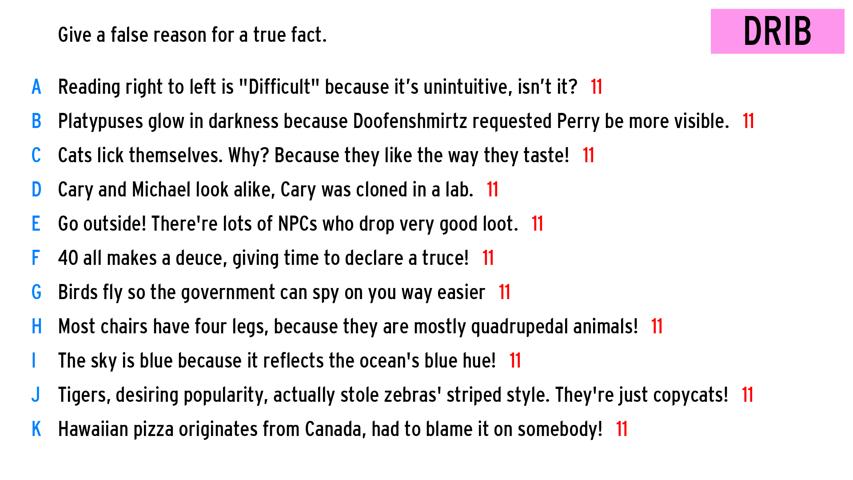 Give a false reason for a true fact.
DRIB
A Reading right to left is "Difficult" because it's unintuitive, isn’t it? 11
B Platypuses glow in darkness because Doofenshmirtz requested Perry be more visible. 11
C Cats lick themselves. Why? Because they like the way they taste! 11
D Cary and Michael look alike, Cary was cloned in a lab. 11
E Go outside! There're lots of NPCs who drop very good loot. 11
F 40 all makes a deuce, giving time to declare a truce! 11
G Birds fly so the government can spy on you way easier 11
H Most chairs have four legs, because they are mostly quadrupedal animals! 11
I The sky is blue because it reflects the ocean's blue hue! 11
J Tigers, desiring popularity, actually stole zebras' striped style. They're just copycats! 11
K Hawaiian pizza originates from Canada, had to blame it on somebody! 11